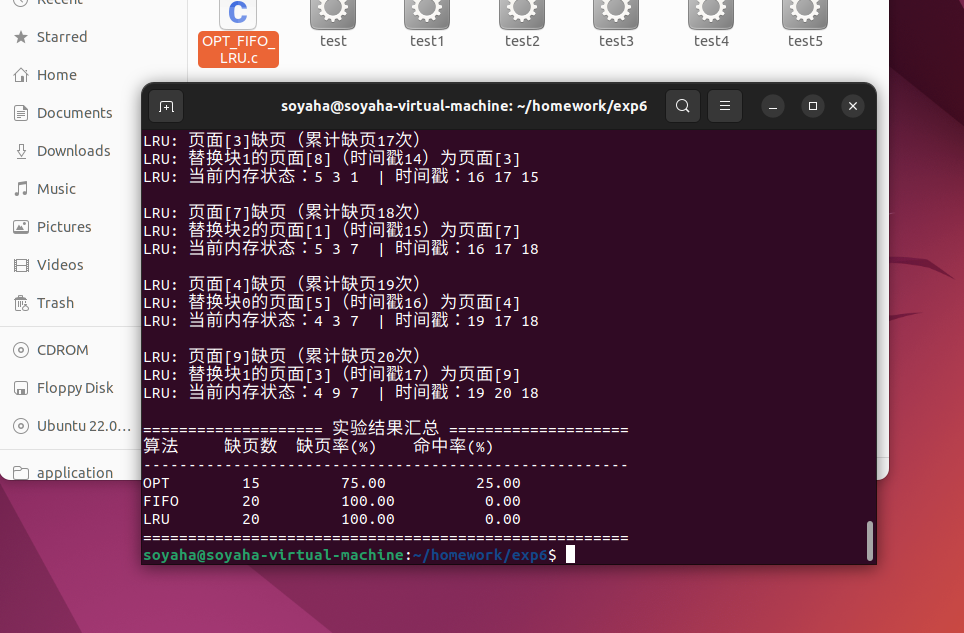 Recent
Starred
Home
Documents
Downloads
Music
Pictures
Videos
Trash
CDROM
Floppy Disk
Ubuntu 22.0…
application
OPT_FIFO_
LRU.c
test
test1
test2
test3
test4
test5
soyaha@soyaha-virtual-machine: ~/homework/exp6
LRU: 页面[3]缺页（累计缺页17次）
LRU: 替换块1的页面[8]（时间戳14）为页面[3]
LRU: 当前内存状态：5 3 1  | 时间戳：16 17 15
LRU: 页面[7]缺页（累计缺页18次）
LRU: 替换块2的页面[1]（时间戳15）为页面[7]
LRU: 当前内存状态：5 3 7  | 时间戳：16 17 18
LRU: 页面[4]缺页（累计缺页19次）
LRU: 替换块0的页面[5]（时间戳16）为页面[4]
LRU: 当前内存状态：4 3 7  | 时间戳：19 17 18
LRU: 页面[9]缺页（累计缺页20次）
LRU: 替换块1的页面[3]（时间戳17）为页面[9]
LRU: 当前内存状态：4 9 7  | 时间戳：19 20 18
==================== 实验结果汇总 ====================
算法 缺页数 缺页率(%) 命中率(%)
------------------------------------------------------
OPT 15 75.00 25.00
FIFO 20 100.00 0.00
LRU 20 100.00 0.00
======================================================
soyaha@soyaha-virtual-machine:~/homework/exp6$